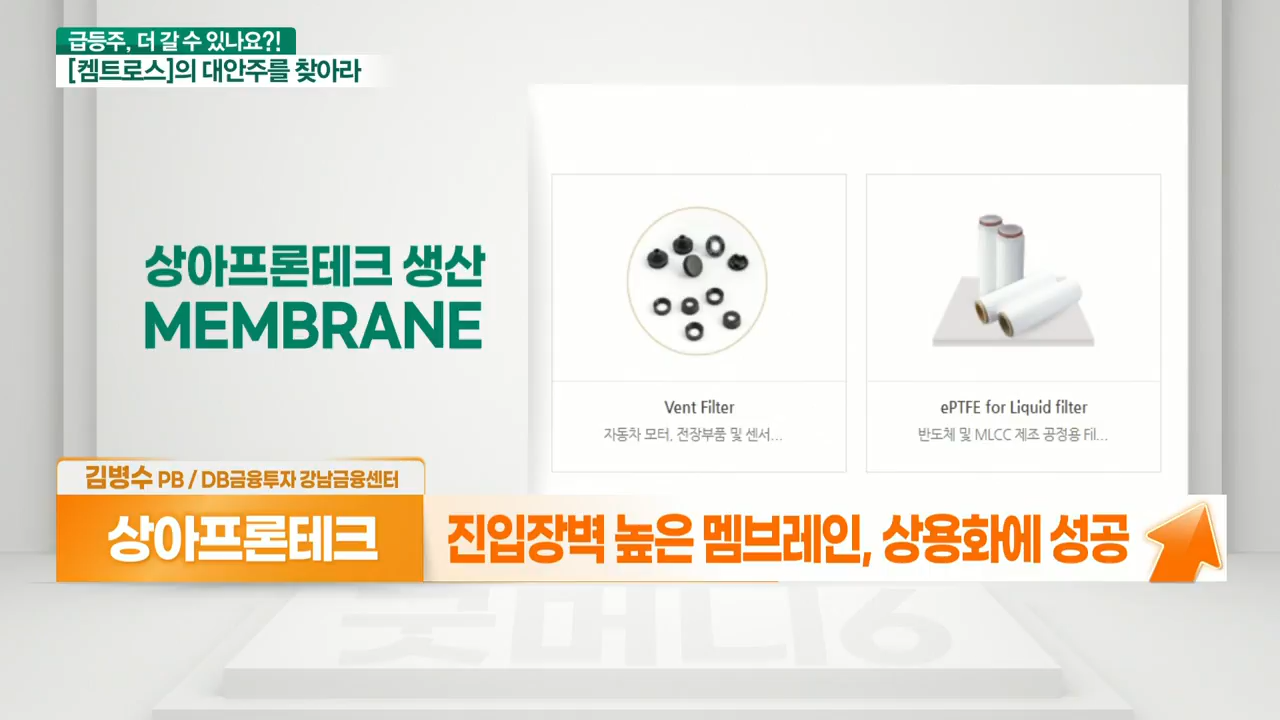 급등주, 더 갈 수 있나요?!
[켐트로스]의 대안주를 찾아라
상아프론테크 생산
MEMBRANE
Vent Filter
자동차 모터, 전장부품 및 센서...
ePTFE for Liquid filter
반도체 및 MLCC 제조 공정용 Fil...
김병수 PB / DB금융투자 강남금융센터
상아프론테크
진입장벽 높은 멤브레인, 상용화에 성공
굿머니6